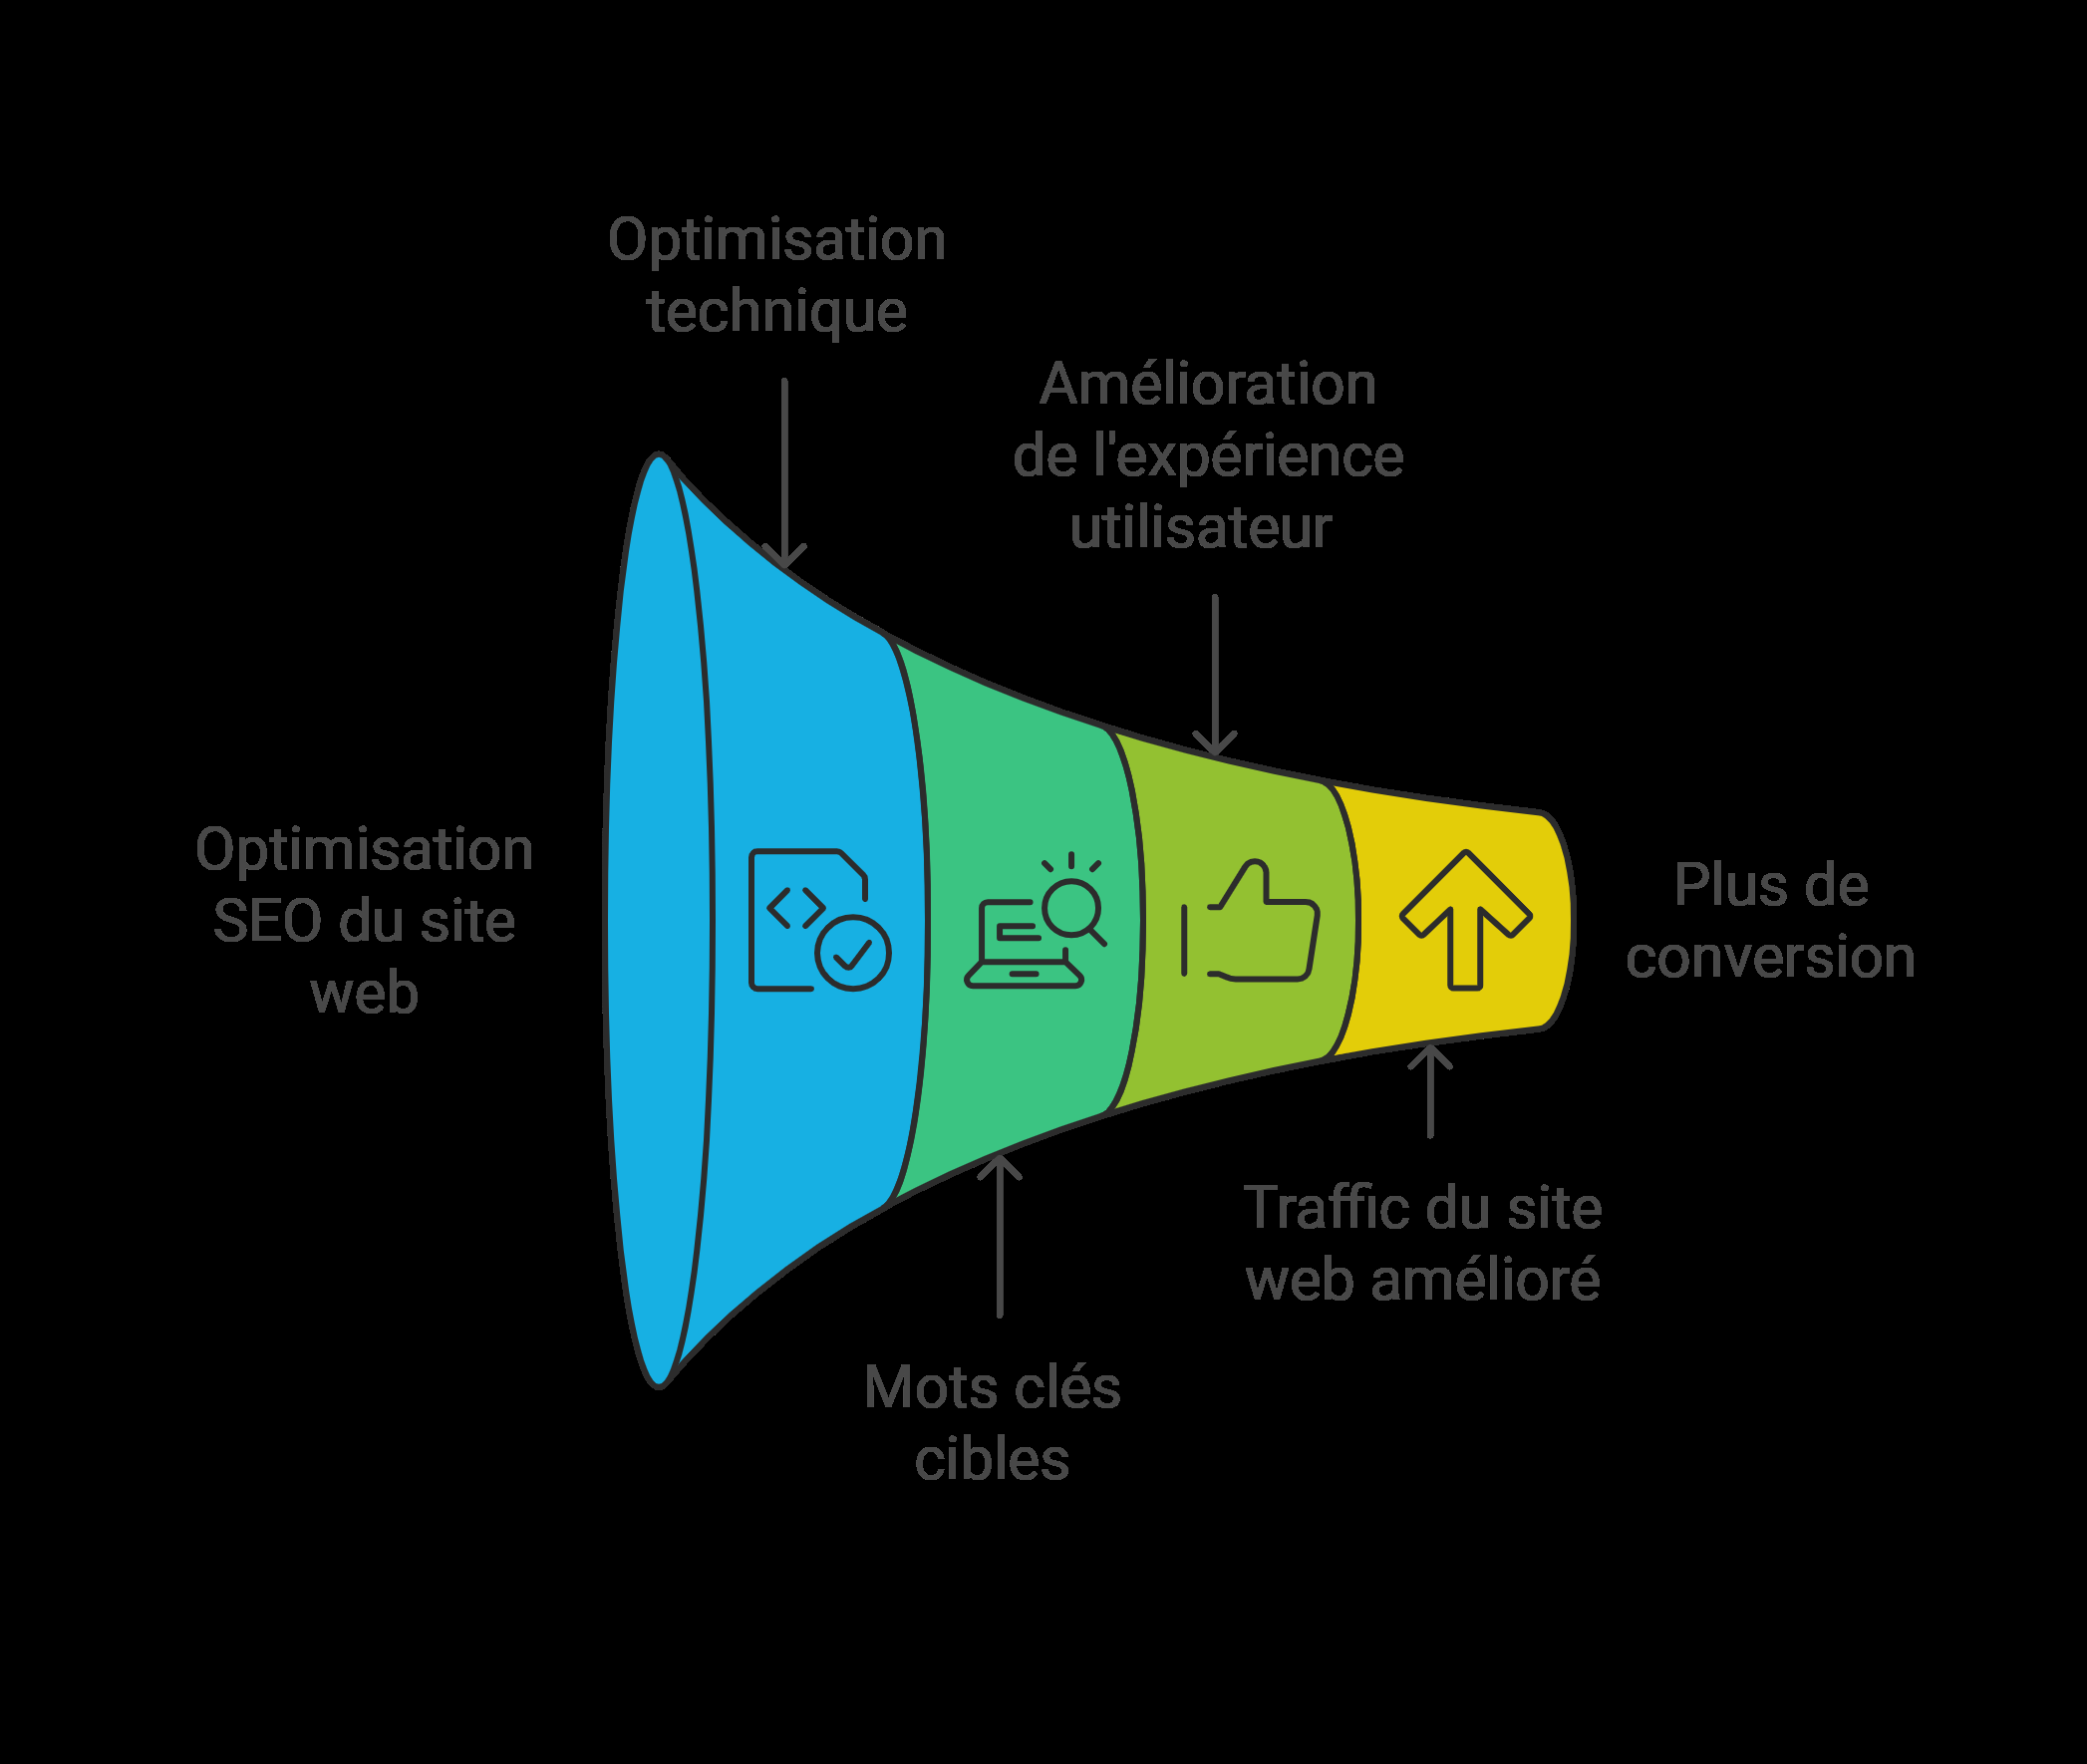 Optimisation
technique
Amélioration
de l'expérience
utilisateur
Optimisation
SEO du site
web
Plus de
conversion
Traffic du site
web amélioré
Mots clés
cibles